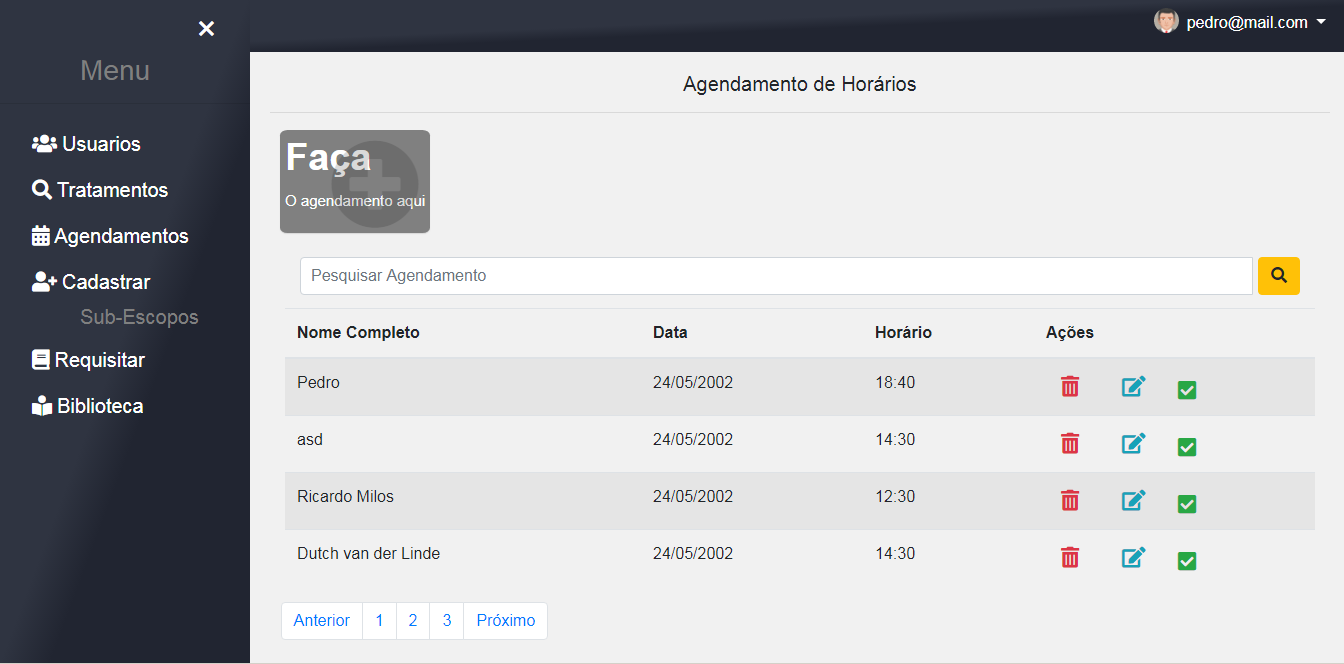 pedro@mail.com
Menu
Usuarios
Tratamentos
Agendamentos
Cadastrar
Sub-Escopos
Requisitar
Biblioteca
Agendamento de Horários
Faça
O agendamento aqui
Pesquisar Agendamento
Nome Completo Data Horário Ações
Pedro 24/05/2002 18:40
asd 24/05/2002 14:30
Ricardo Milos 24/05/2002 12:30
Dutch van der Linde 24/05/2002 14:30
Anterior 1 2 3 Próximo